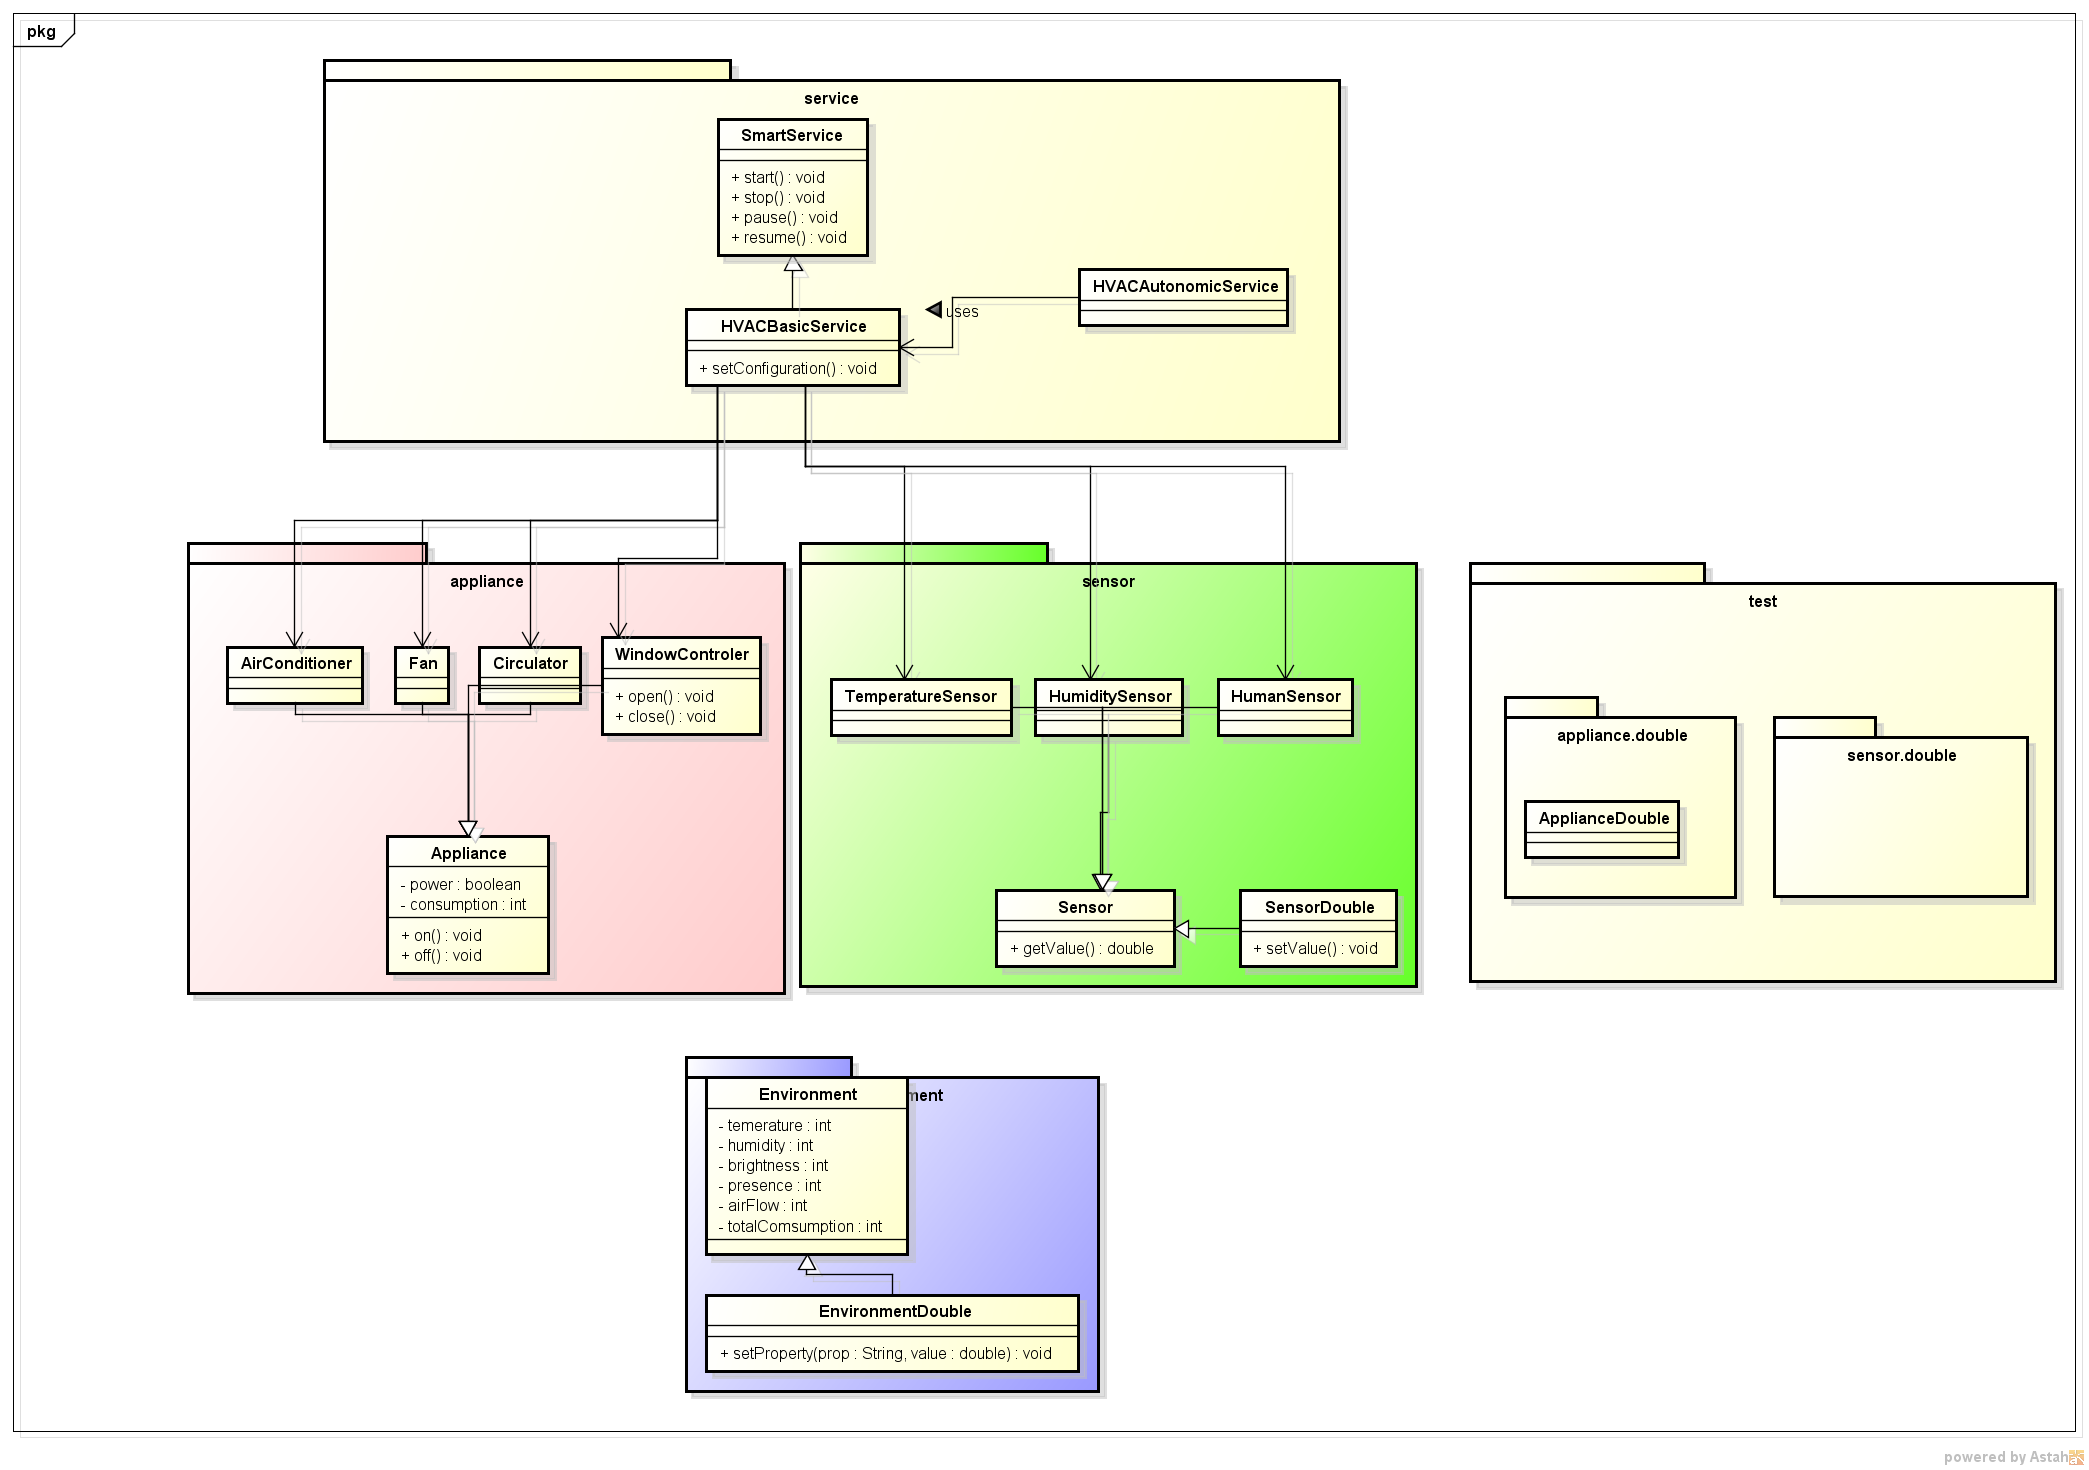 pkg
service
SmartService
+ start() : void
+ stop() : void
+ pause() : void
+ resume() : void
HVACAutonomicService
uses
HVACBasicService
+ setConfiguration() : void
appliance
AirConditioner
Fan
Circulator
WindowControler
+ open() : void
+ close() : void
Appliance
- power : boolean
- consumption : int
+ on() : void
+ off() : void
sensor
TemperatureSensor
HumiditySensor
HumanSensor
Sensor
+ getValue() : double
SensorDouble
+ setValue() : void
test
appliance.double
ApplianceDouble
sensor.double
ment
Environment
- temerature : int
- humidity : int
- brightness : int
- presence : int
- airFlow : int
- totalComsumption : int
EnvironmentDouble
+ setProperty(prop : String, value : double) : void
powered by Astah